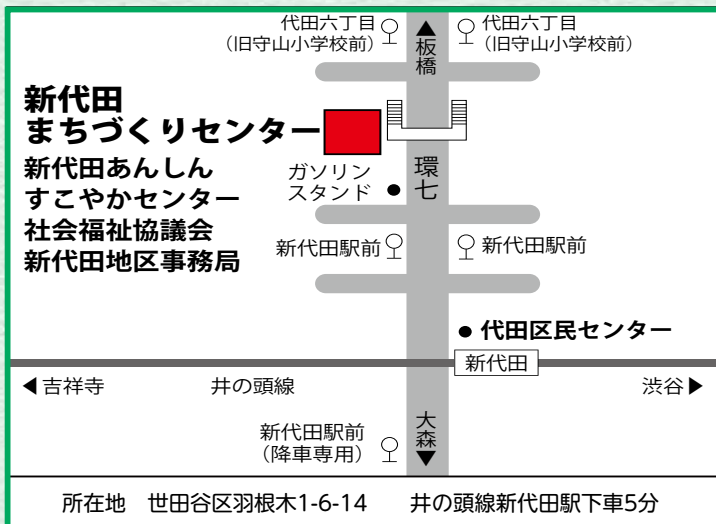 代田六丁目
（旧守山小学校前）
▲板橋
代田六丁目
（旧守山小学校前）
新代田
まちづくりセンター
新代田あんしん
すこやかセンター
社会福祉協議会
新代田地区事務局
ガソリン
スタンド
環七
新代田駅前
新代田駅前
代田区民センター
新代田
◀吉祥寺
井の頭線
渋谷▶
新代田駅前
（降車専用）
大森▼
所在地　世田谷区羽根木1-6-14　井の頭線新代田駅下車5分